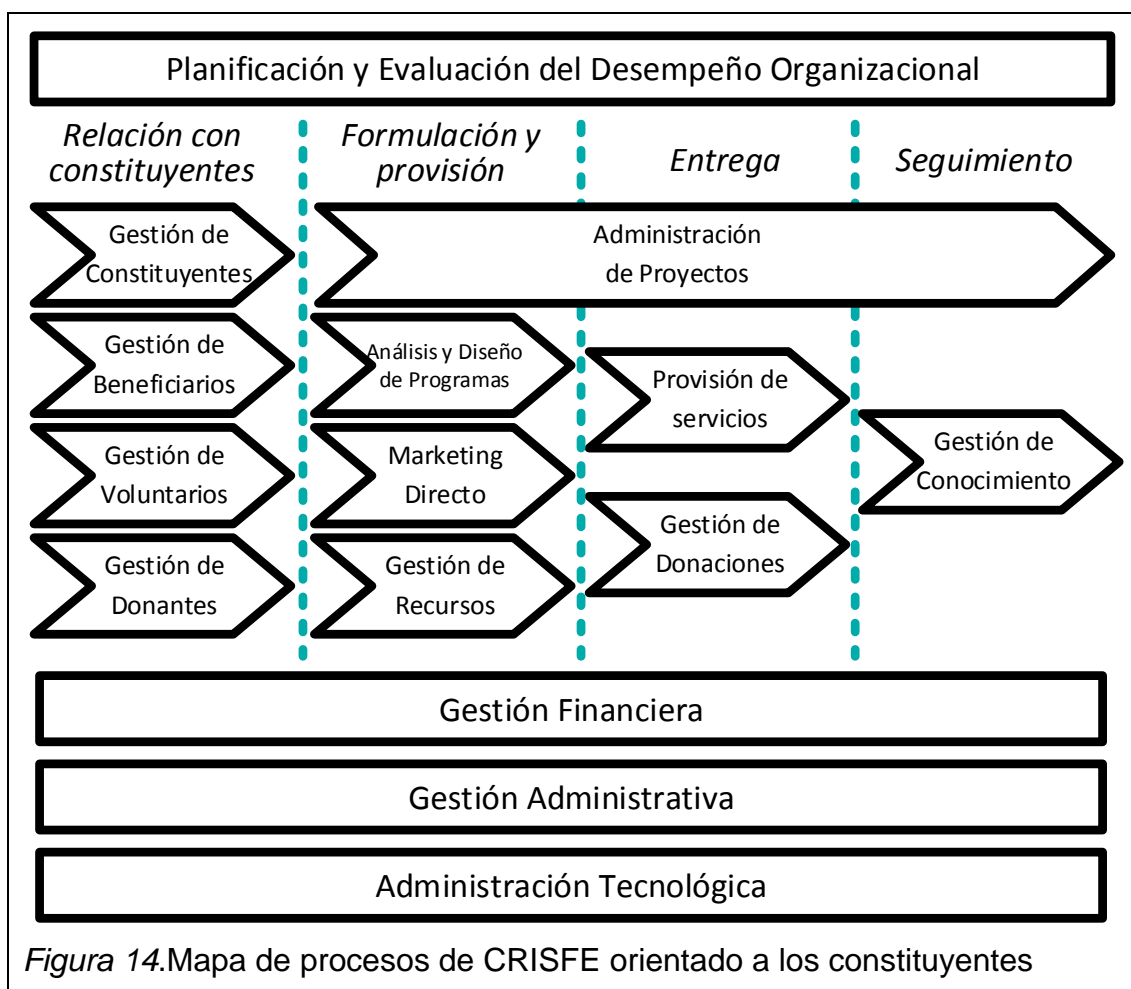 Planificación y Evaluación del Desempeño Organizacional
Relación con
constituyentes
Formulación y
provisión
Entrega
Seguimiento
Gestión de
Constituyentes
Administración
de Proyectos
Gestión de
Beneficiarios
Análisis y Diseño
de Programas
Provisión de
servicios
Gestión de
Voluntarios
Marketing
Directo
Gestión de
Conocimiento
Gestión de
Donantes
Gestión de
Recursos
Gestión de
Donaciones
Gestión Financiera
Gestión Administrativa
Administración Tecnológica
Figura 14.Mapa de procesos de CRISFE orientado a los constituyentes